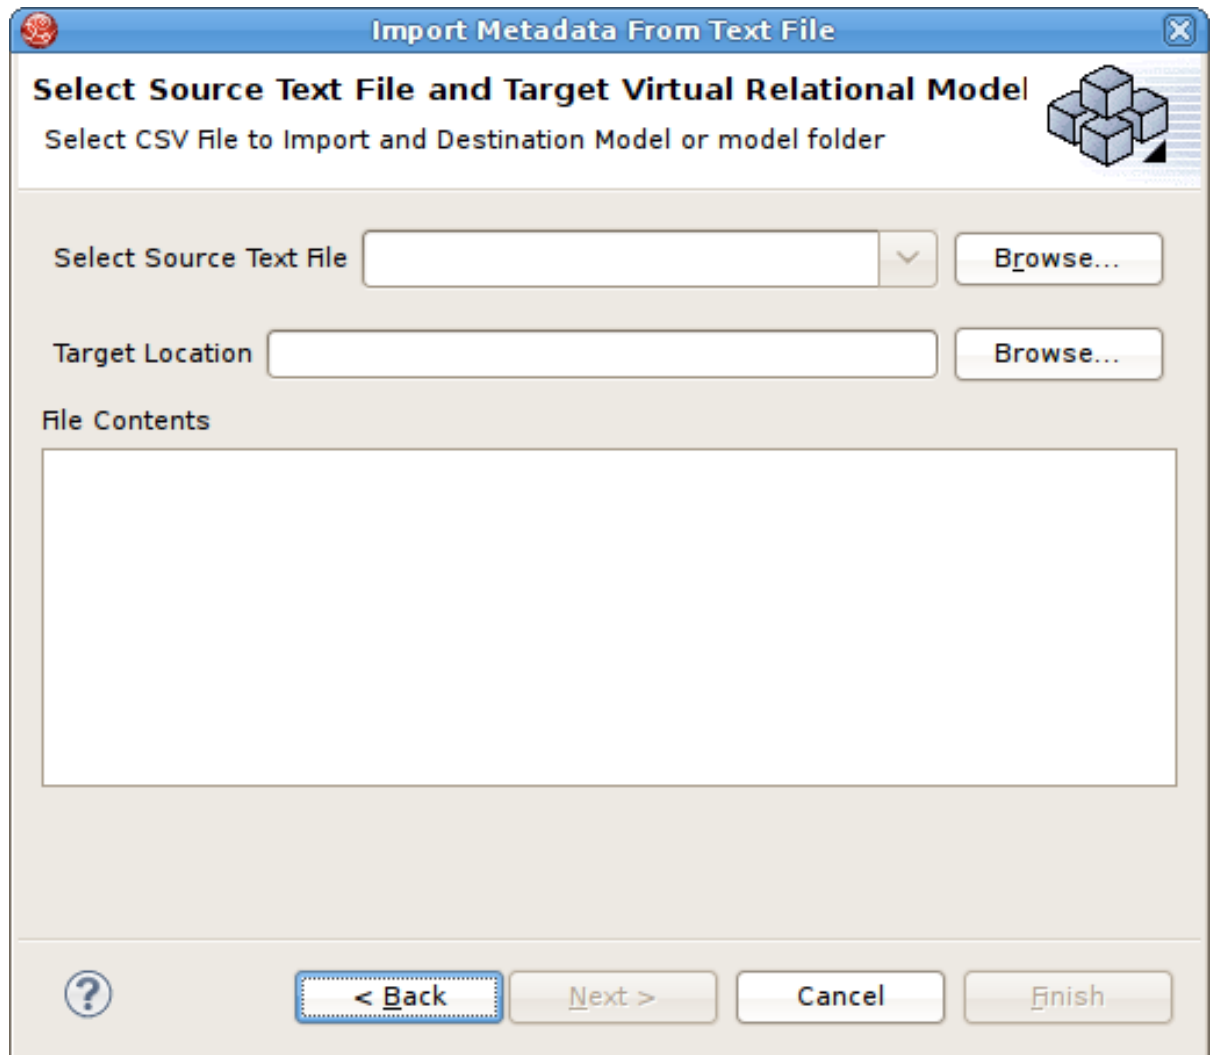 Import Metadata From Text File
Select Source Text File and Target Virtual Relational Model
Select CSV File to Import and Destination Model or model folder
Select Source Text File Browse...
Target Location Browse...
File Contents
? < Back Next > Cancel Finish